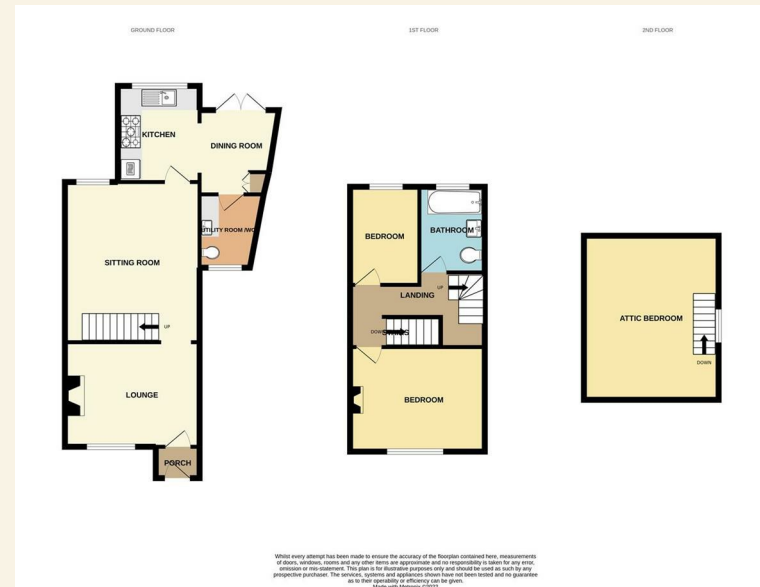 GROUND FLOOR
1ST FLOOR
2ND FLOOR
KITCHEN
DINING ROOM
UTILITY ROOM /WC
SITTING ROOM
UP
LOUNGE
PORCH
BEDROOM
BATHROOM
UP
LANDING
DOWN
STAIRS
BEDROOM
ATTIC BEDROOM
DOWN
Whilst every attempt has been made to ensure the accuracy of the floorplan contained here, measurements
of doors, windows, rooms and any other items are approximate and no responsibility is taken for any error,
omission or mis-statement. This plan is for illustrative purposes only and should be used as such by any
prospective purchaser. The services, systems and appliances shown have not been tested and no guarantee
as to their operability or efficiency can be given.
Made with Metropix ©2022